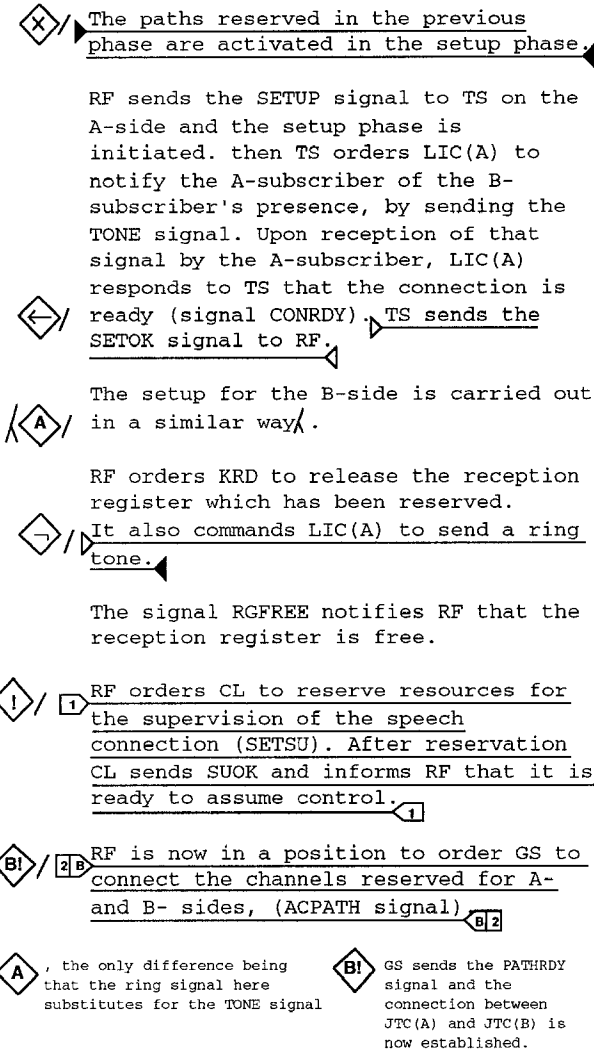 X / The paths reserved in the previous
phase are activated in the setup phase.
RF sends the SETUP signal to TS on the
A-side and the setup phase is
initiated. then TS orders LIC(A) to
notify the A-subscriber of the B-
subscriber's presence, by sending the
TONE signal. Upon reception of that
signal by the A-subscriber, LIC(A)
responds to TS that the connection is
← / ready (signal CONRDY). TS sends the
SETOK signal to RF.
The setup for the B-side is carried out
A / in a similar way .
RF orders KRD to release the reception
register which has been reserved.
¬ / It also commands LIC(A) to send a ring
tone.
The signal RGFREE notifies RF that the
reception register is free.
! / 1 RF orders CL to reserve resources for
the supervision of the speech
connection (SETSU). After reservation
CL sends SUOK and informs RF that it is
ready to assume control. 1
B! / 2 B RF is now in a position to order GS to
connect the channels reserved for A-
and B- sides, (ACPATH signal) B 2
A , the only difference being
that the ring signal here
substitutes for the TONE signal
B! GS sends the PATHRDY
signal and the
connection between
JTC(A) and JTC(B) is
now established.